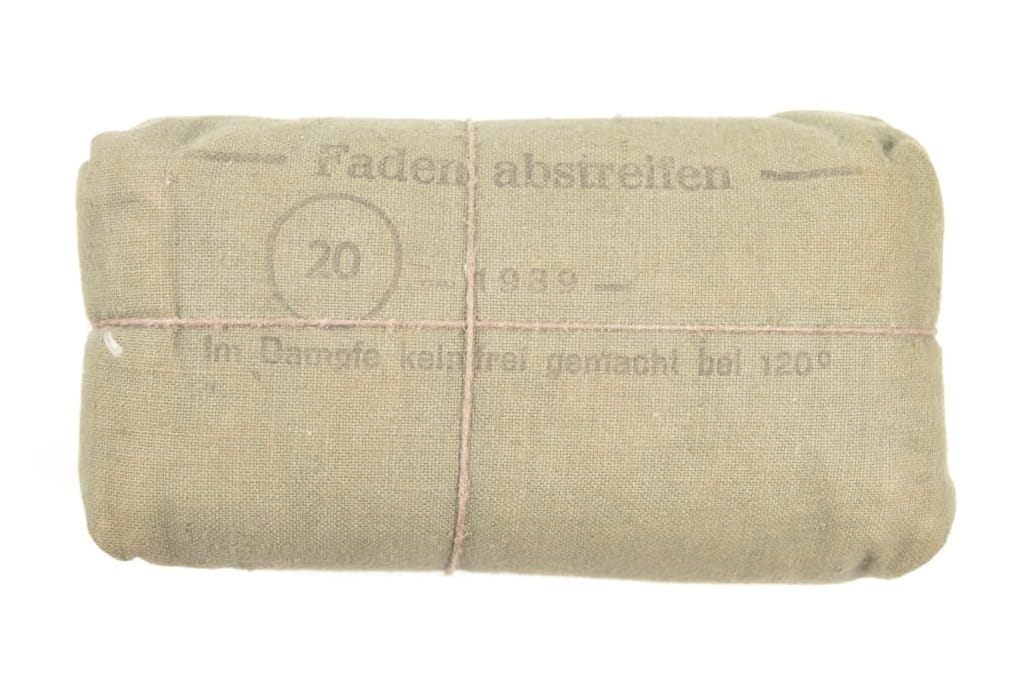 — Faden abstreifen —
20 — 1939 —
Im Dampfe keimfrei gemacht bei 120°